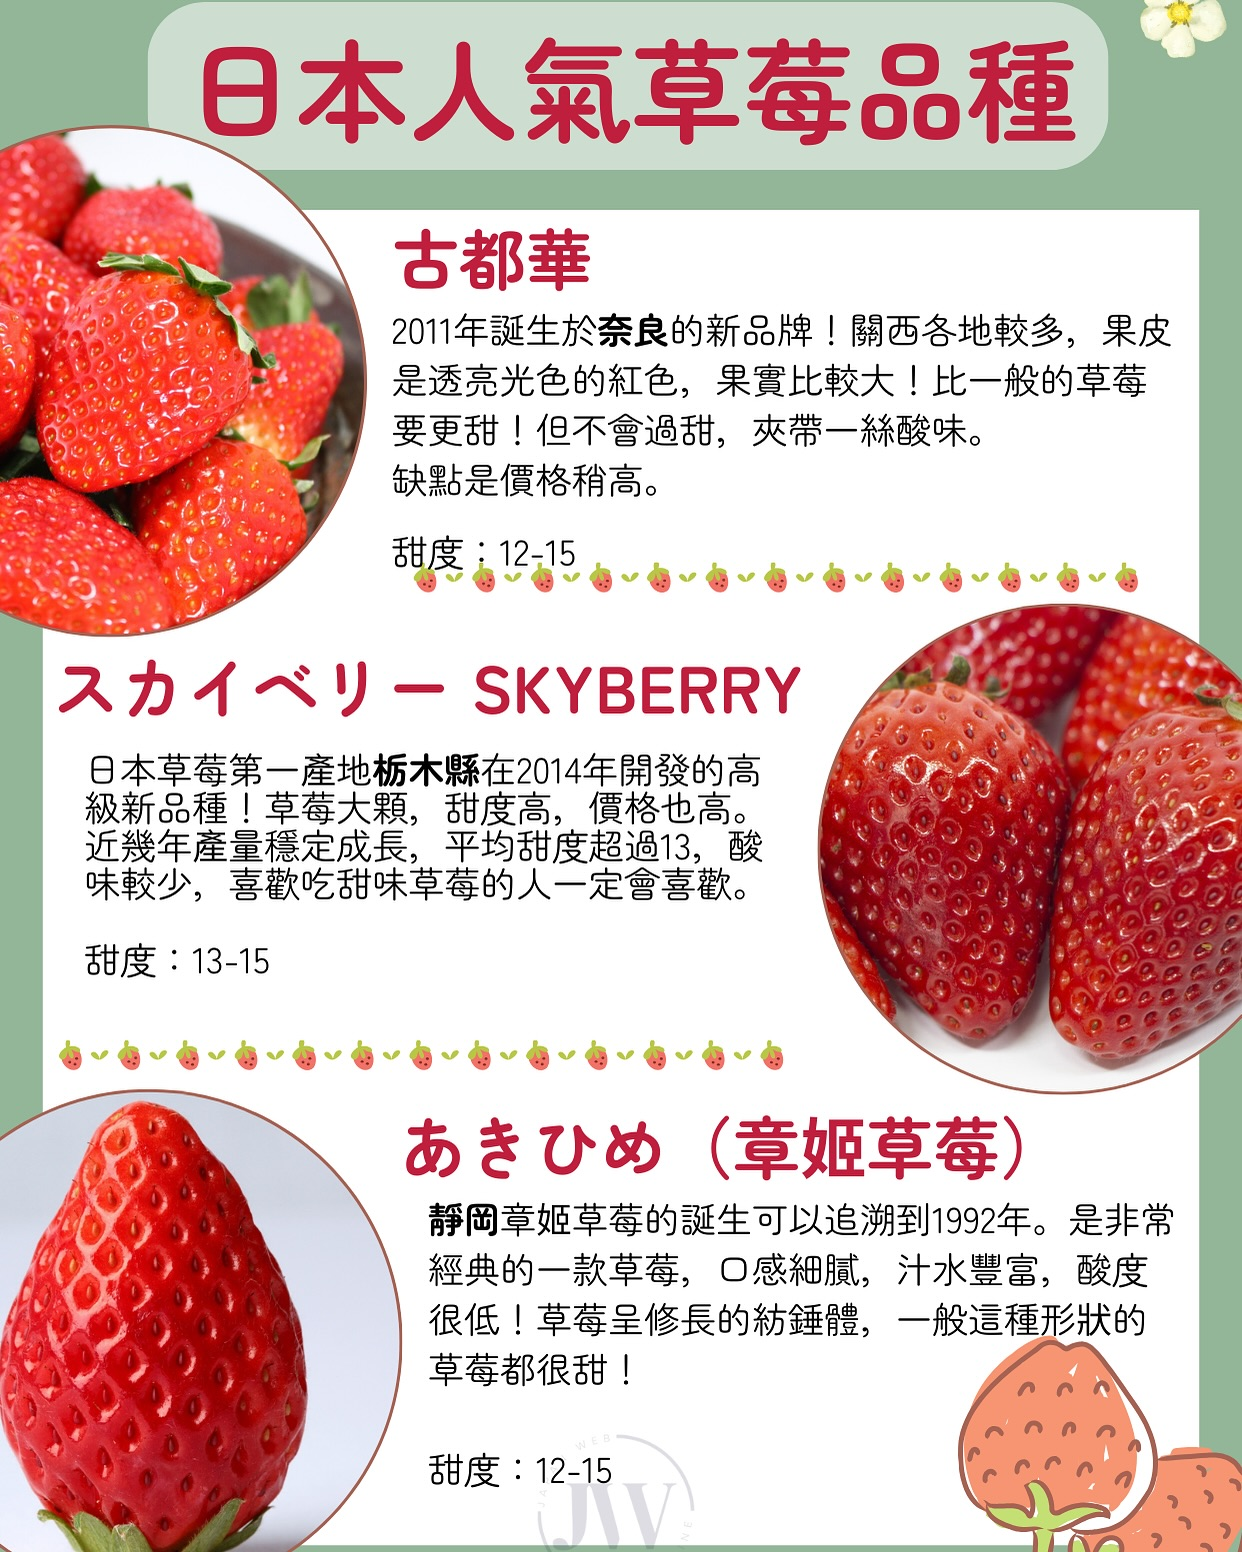 日本人氣草莓品種
古都華
2011年誕生於奈良的新品牌！關西各地較多，果皮
是透亮光色的紅色，果實比較大！比一般的草莓
要更甜！但不會過甜，夾帶一絲酸味。
缺點是價格稍高。
甜度：12-15
スカイベリー SKYBERRY
日本草莓第一產地栃木縣在2014年開發的高
級新品種！草莓大顆，甜度高，價格也高。
近幾年產量穩定成長，平均甜度超過13，酸
味較少，喜歡吃甜味草莓的人一定會喜歡。
甜度：13-15
あきひめ（章姬草莓）
靜岡章姬草莓的誕生可以追溯到1992年。是非常
經典的一款草莓，口感細膩，汁水豐富，酸度
很低！草莓呈修長的紡錘體，一般這種形狀的
草莓都很甜！
甜度：12-15
WEB
JW